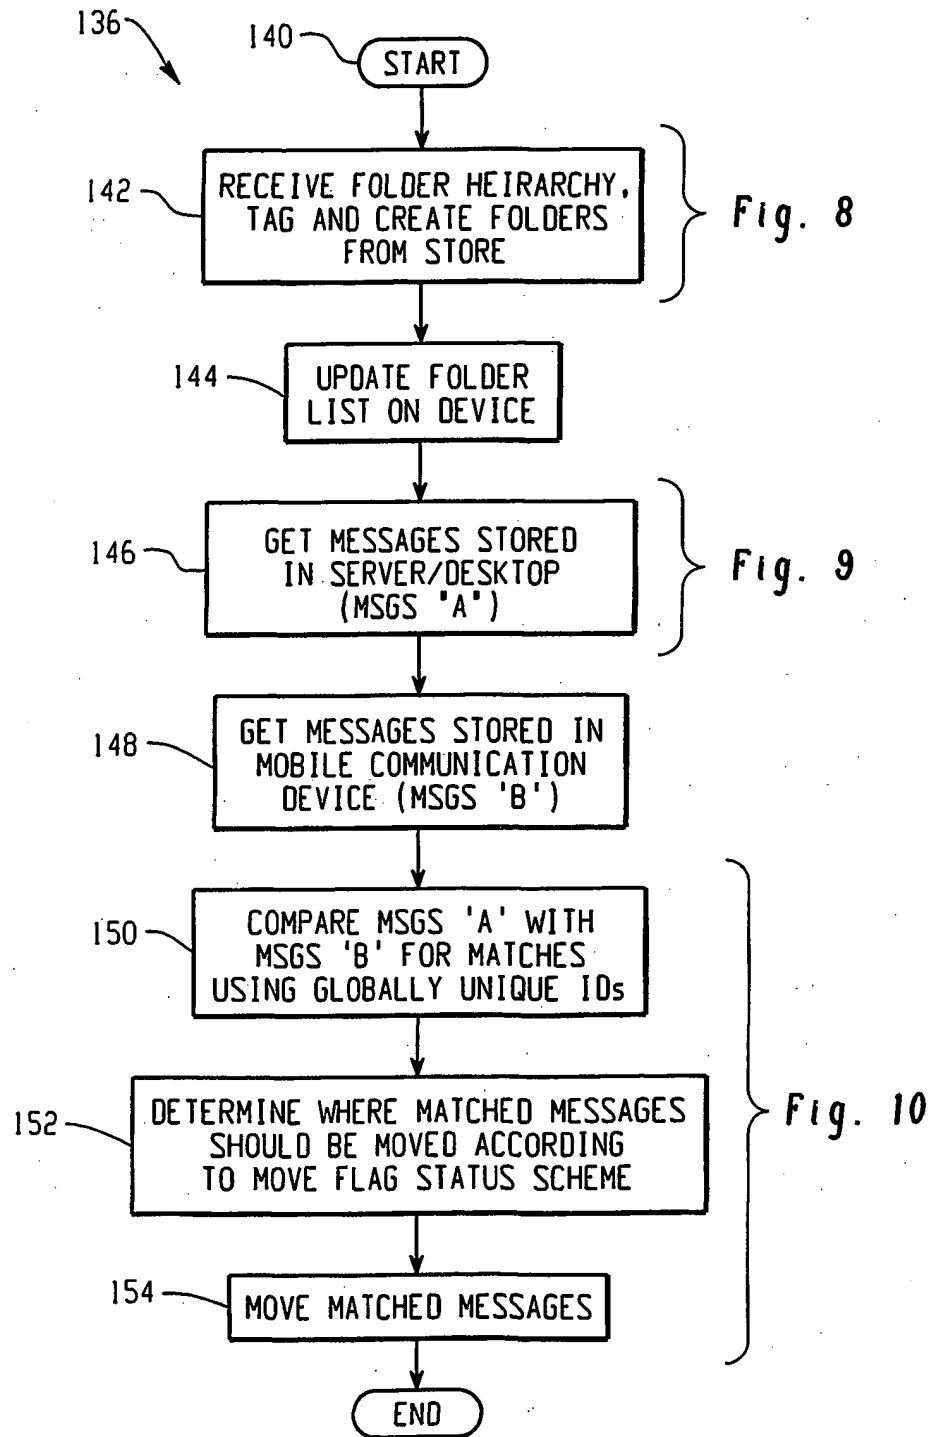 136
140
START
142
RECEIVE FOLDER HEIRARCHY,
TAG AND CREATE FOLDERS
FROM STORE
Fig. 8
144
UPDATE FOLDER
LIST ON DEVICE
146
GET MESSAGES STORED
IN SERVER/DESKTOP
(MSGS "A")
Fig. 9
148
GET MESSAGES STORED IN
MOBILE COMMUNICATION
DEVICE (MSGS 'B')
150
COMPARE MSGS 'A' WITH
MSGS 'B' FOR MATCHES
USING GLOBALLY UNIQUE IDs
152
DETERMINE WHERE MATCHED MESSAGES
SHOULD BE MOVED ACCORDING
TO MOVE FLAG STATUS SCHEME
Fig. 10
154
MOVE MATCHED MESSAGES
END